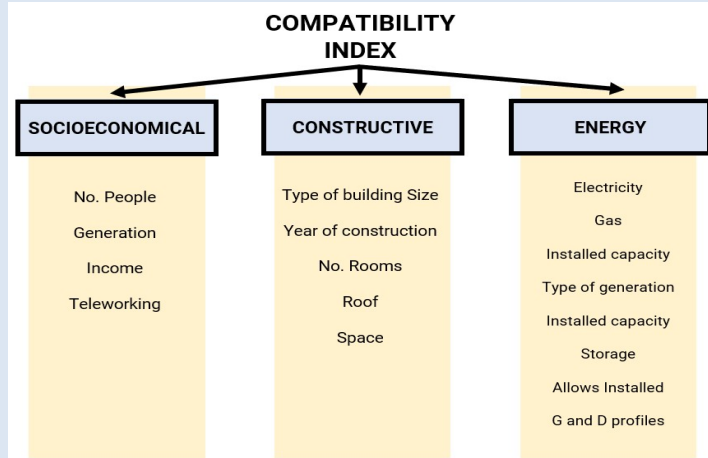 COMPATIBILITY
INDEX
SOCIOECONOMICAL
No. People
Generation
Income
Teleworking
CONSTRUCTIVE
Type of building Size
Year of construction
No. Rooms
Roof
Space
ENERGY
Electricity
Gas
Installed capacity
Type of generation
Installed capacity
Storage
Allows Installed
G and D profiles